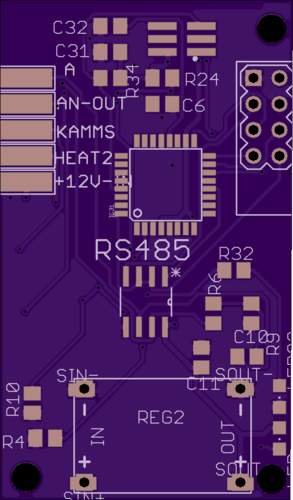 C32
C31
A
R34
R24
AN-OUT
C6
KAMMS
HEAT2
+12V-IN
RS485
*
R32
R6
C10
R9
C11
SIN-
SOUT-
R10
REG2
R4
IN
OUT
SOUT
SIN+